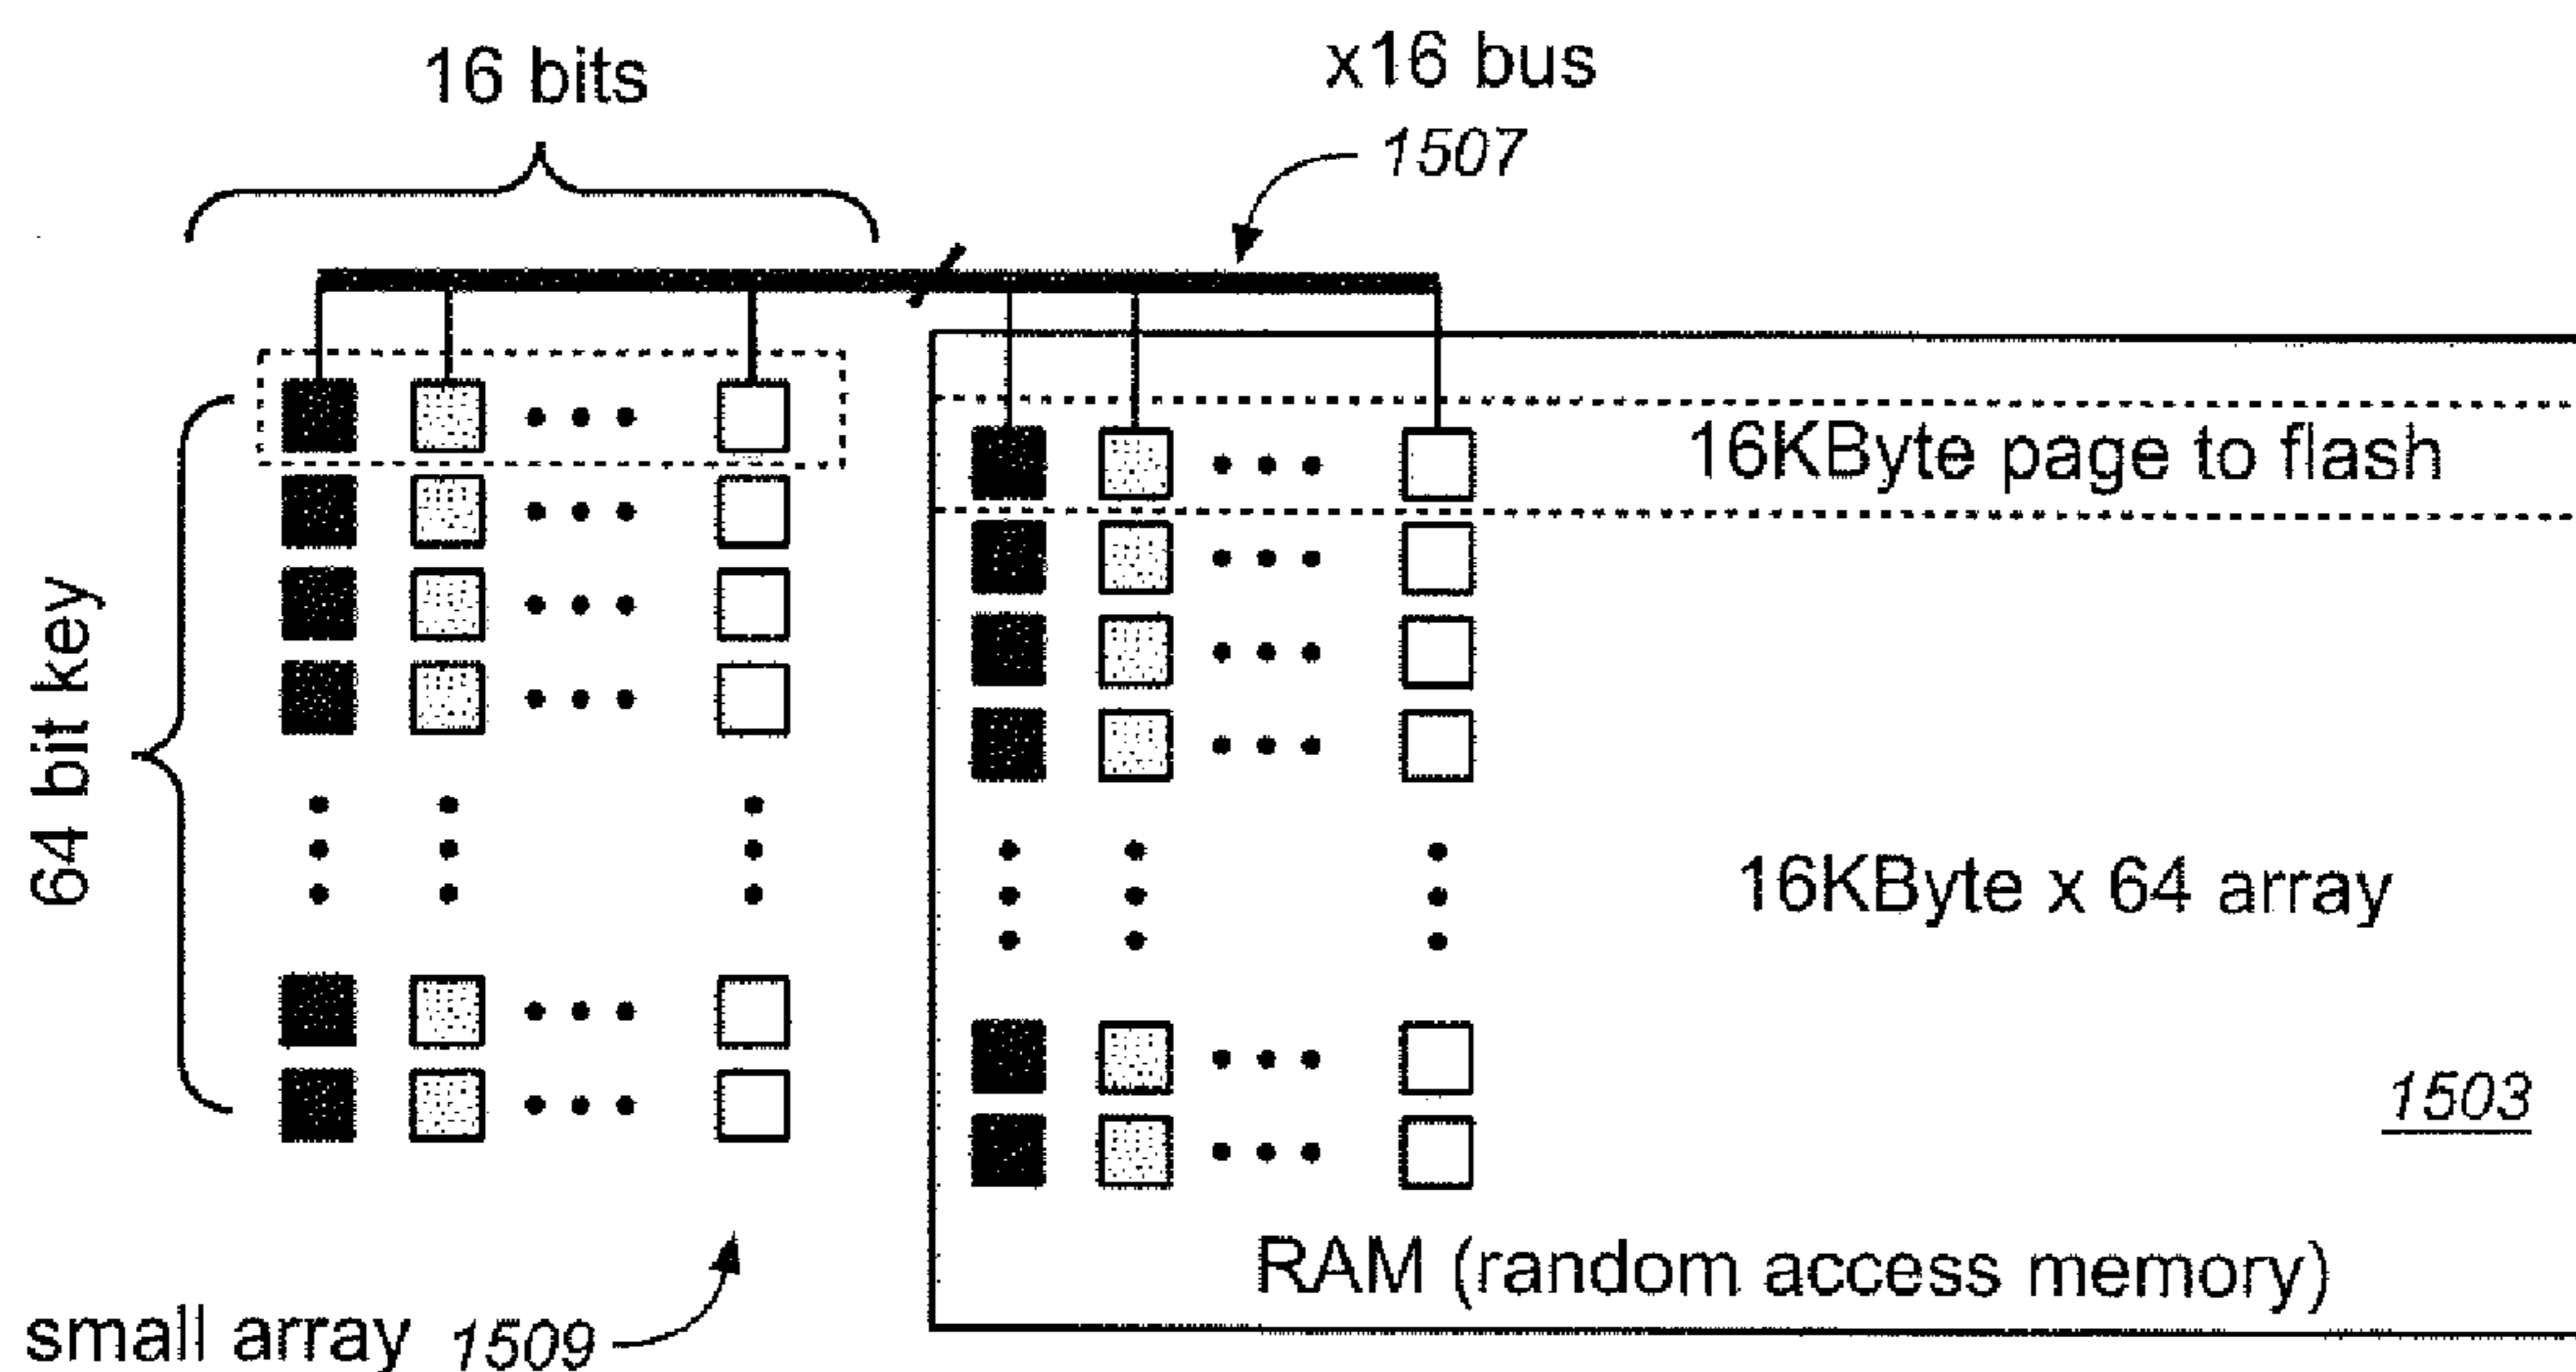 16 bits
x16 bus
1507
16KByte page to flash
64 bit key
16KByte x 64 array
1503
RAM (random access memory)
small array 1509